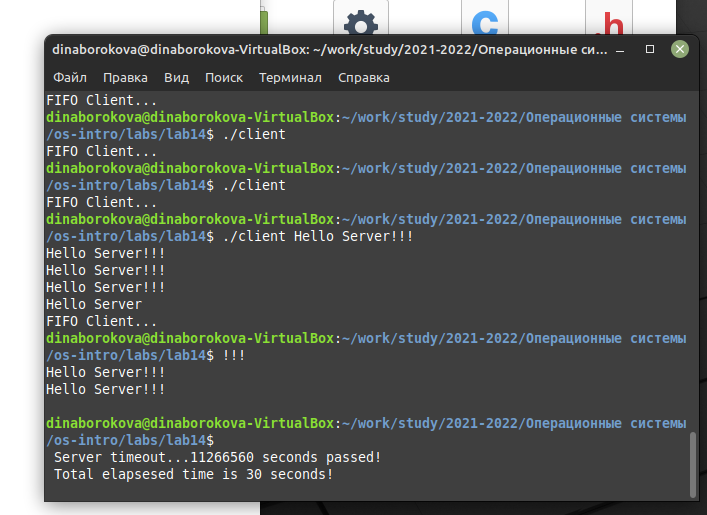 C
.h
dinaborokova@dinaborokova-VirtualBox: ~/work/study/2021-2022/Операционные си...
Файл Правка Вид Поиск Терминал Справка
FIFO Client...
dinaborokova@dinaborokova-VirtualBox:~/work/study/2021-2022/Операционные системы
/os-intro/labs/lab14$ ./client
FIFO Client...
dinaborokova@dinaborokova-VirtualBox:~/work/study/2021-2022/Операционные системы
/os-intro/labs/lab14$ ./client
FIFO Client...
dinaborokova@dinaborokova-VirtualBox:~/work/study/2021-2022/Операционные системы
/os-intro/labs/lab14$ ./client Hello Server!!!
Hello Server!!!
Hello Server!!!
Hello Server!!!
Hello Server
FIFO Client...
dinaborokova@dinaborokova-VirtualBox:~/work/study/2021-2022/Операционные системы
/os-intro/labs/lab14$ !!!
Hello Server!!!
Hello Server!!!
dinaborokova@dinaborokova-VirtualBox:~/work/study/2021-2022/Операционные системы
/os-intro/labs/lab14$
Server timeout...11266560 seconds passed!
Total elapsesed time is 30 seconds!